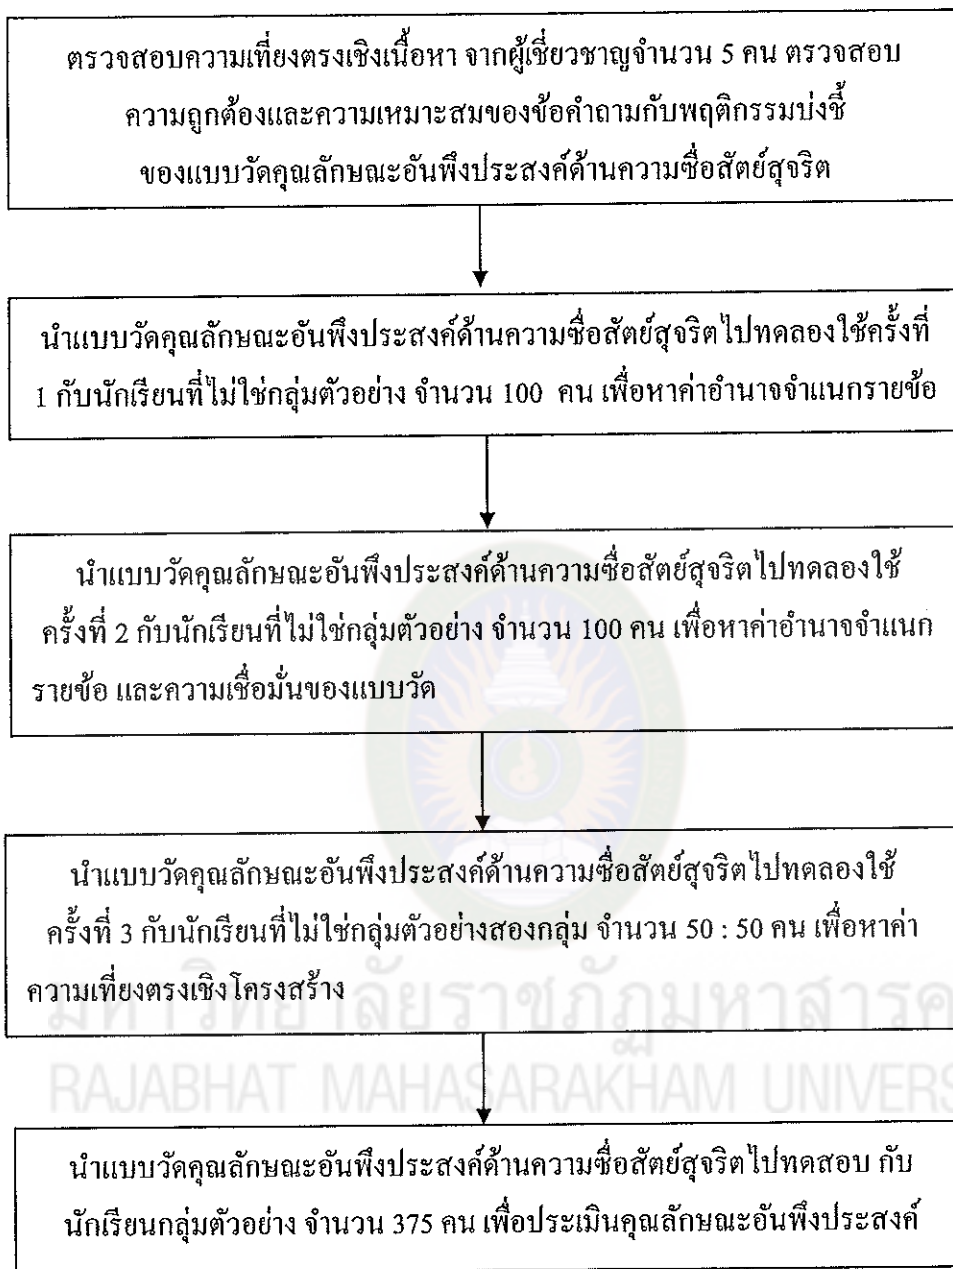 ตรวจสอบความเที่ยงตรงเชิงเนื้อหา จากผู้เชี่ยวชาญจำนวน 5 คน ตรวจสอบ
ความถูกต้องและความเหมาะสมของข้อคำถามกับพฤติกรรมบ่งชี้
ของแบบวัดคุณลักษณะอันพึงประสงค์ด้านความซื่อสัตย์สุจริต
นำแบบวัดคุณลักษณะอันพึงประสงค์ด้านความซื่อสัตย์สุจริตไปทดลองใช้ครั้งที่
1 กับนักเรียนที่ไม่ใช่กลุ่มตัวอย่าง จำนวน 100 คน เพื่อหาค่าอำนาจจำแนกรายข้อ
นำแบบวัดคุณลักษณะอันพึงประสงค์ด้านความซื่อสัตย์สุจริตไปทดลองใช้
ครั้งที่ 2 กับนักเรียนที่ไม่ใช่กลุ่มตัวอย่าง จำนวน 100 คน เพื่อหาค่าอำนาจจำแนก
รายข้อ และความเชื่อมั่นของแบบวัด
นำแบบวัดคุณลักษณะอันพึงประสงค์ด้านความซื่อสัตย์สุจริตไปทดลองใช้
ครั้งที่ 3 กับนักเรียนที่ไม่ใช่กลุ่มตัวอย่างสองกลุ่ม จำนวน 50 : 50 คน เพื่อหาค่า
ความเที่ยงตรงเชิงโครงสร้าง
มหาวิทยาลัยราชภัฏมหาสารค
RAJABHAT MAHASARAKHAM UNIVERS
นำแบบวัดคุณลักษณะอันพึงประสงค์ด้านความซื่อสัตย์สุจริตไปทดสอบ กับ
นักเรียนกลุ่มตัวอย่าง จำนวน 375 คน เพื่อประเมินคุณลักษณะอันพึงประสงค์